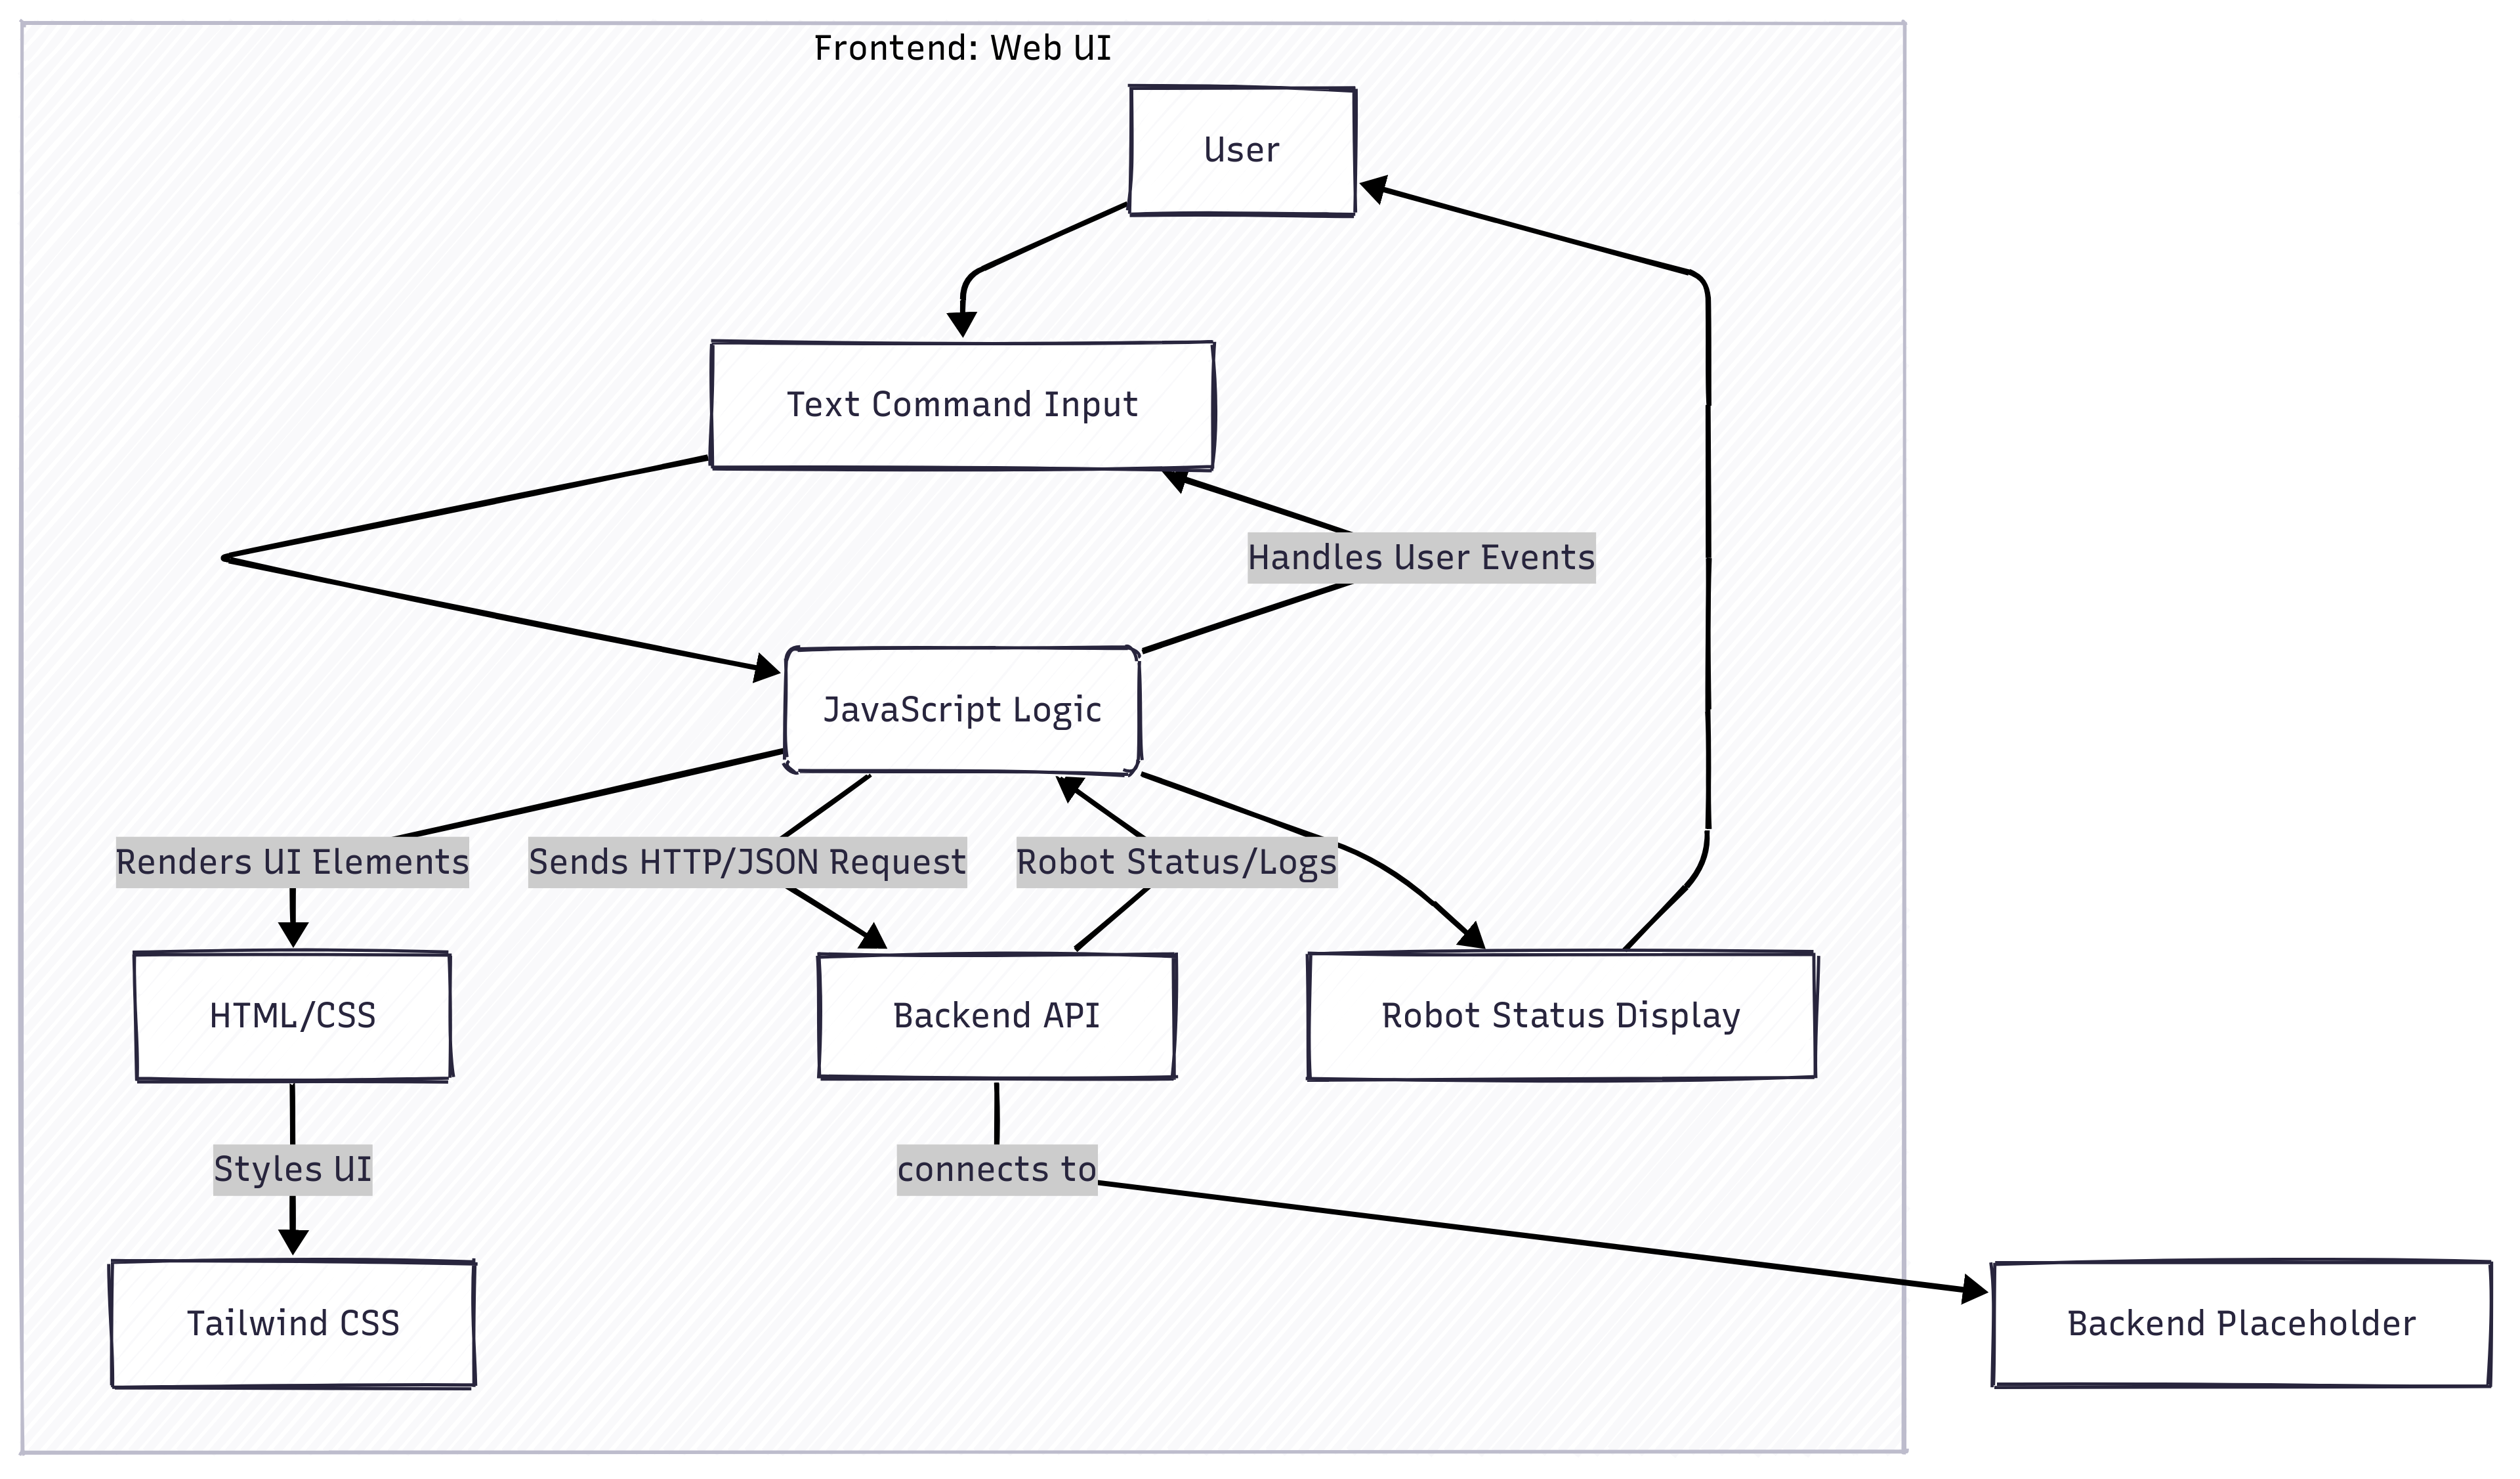 Frontend: Web UI
User
Text Command Input
Handles User Events
JavaScript Logic
Renders UI Elements
Sends HTTP/JSON Request
Robot Status/Logs
HTML/CSS
Backend API
Robot Status Display
Styles UI
connects to
Tailwind CSS
Backend Placeholder